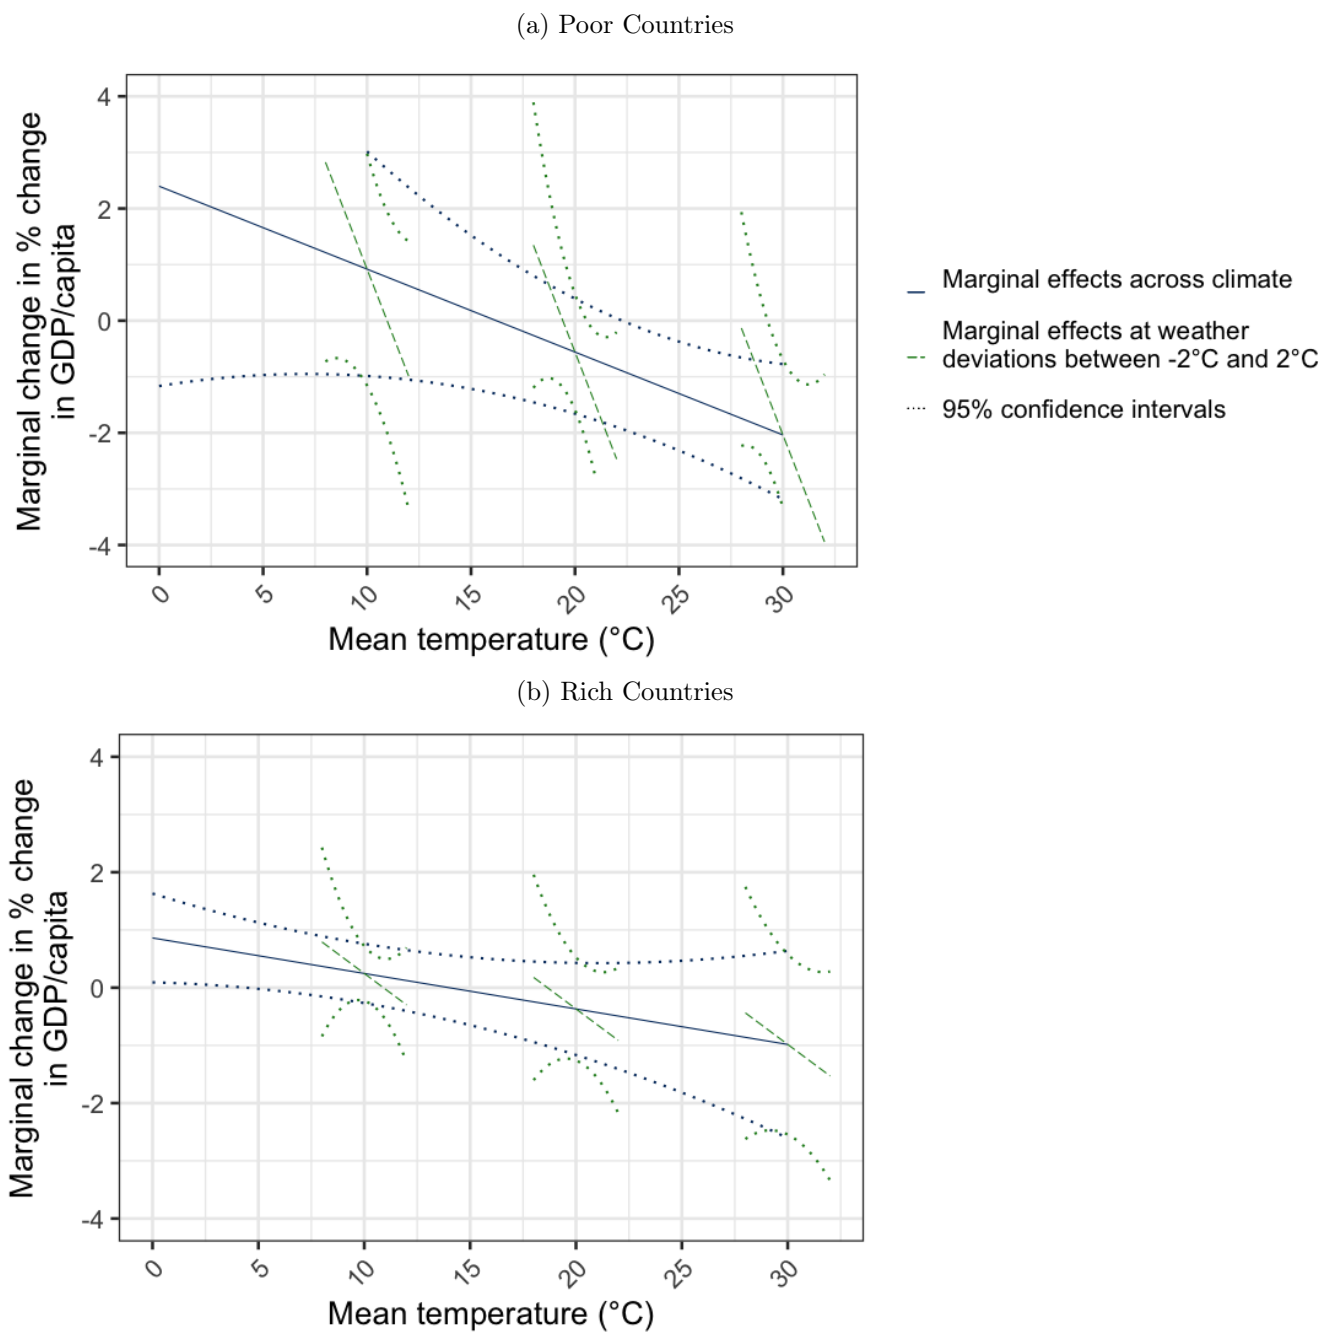 (a) Poor Countries
Marginal change in % change
in GDP/capita
4
2
0
-2
-4
0
5
10
15
20
25
30
Mean temperature (°C)
Marginal effects across climate
Marginal effects at weather
deviations between -2°C and 2°C
95% confidence intervals
(b) Rich Countries
Marginal change in % change
in GDP/capita
4
2
0
-2
-4
0
5
10
15
20
25
30
Mean temperature (°C)